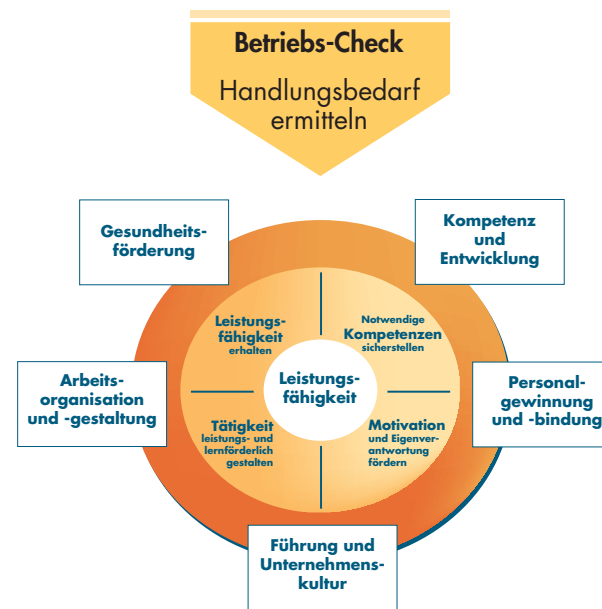 Betriebs-Check
Handlungsbedarf
ermitteln
Gesundheits-
förderung
Kompetenz
und
Entwicklung
Leistungs-
fähigkeit
erhalten
Notwendige
Kompetenzen
sicherstellen
Arbeits-
organisation
und -gestaltung
Leistungs-
fähigkeit
Personal-
gewinnung
und -bindung
Tätigkeit
leistungs- und
lernförderlich
gestalten
Motivation
und Eigenver-
antwortung
fördern
Führung und
Unternehmens-
kultur